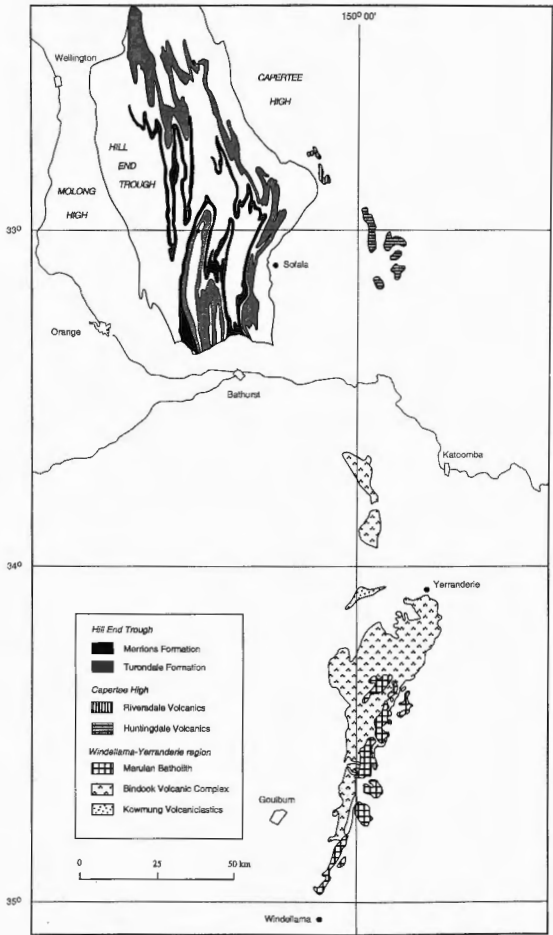 150° 00'
Wellington
CAPERTEE
HIGH
HILL
END
TROUGH
MOLONG
HIGH
33°
Sofala
Orange
Bathurst
Katoomba
34°
Yerranderie
Hill End Trough
Merrions Formation
Turondale Formation
Capertee High
Riversdale Volcanics
Huntingdale Volcanics
Windellama-Yerranderie region
Marulan Batholith
Bindook Volcanic Complex
Kowmung Volcaniclastics
Goulburn
0 25 50 km
35°
Windellama